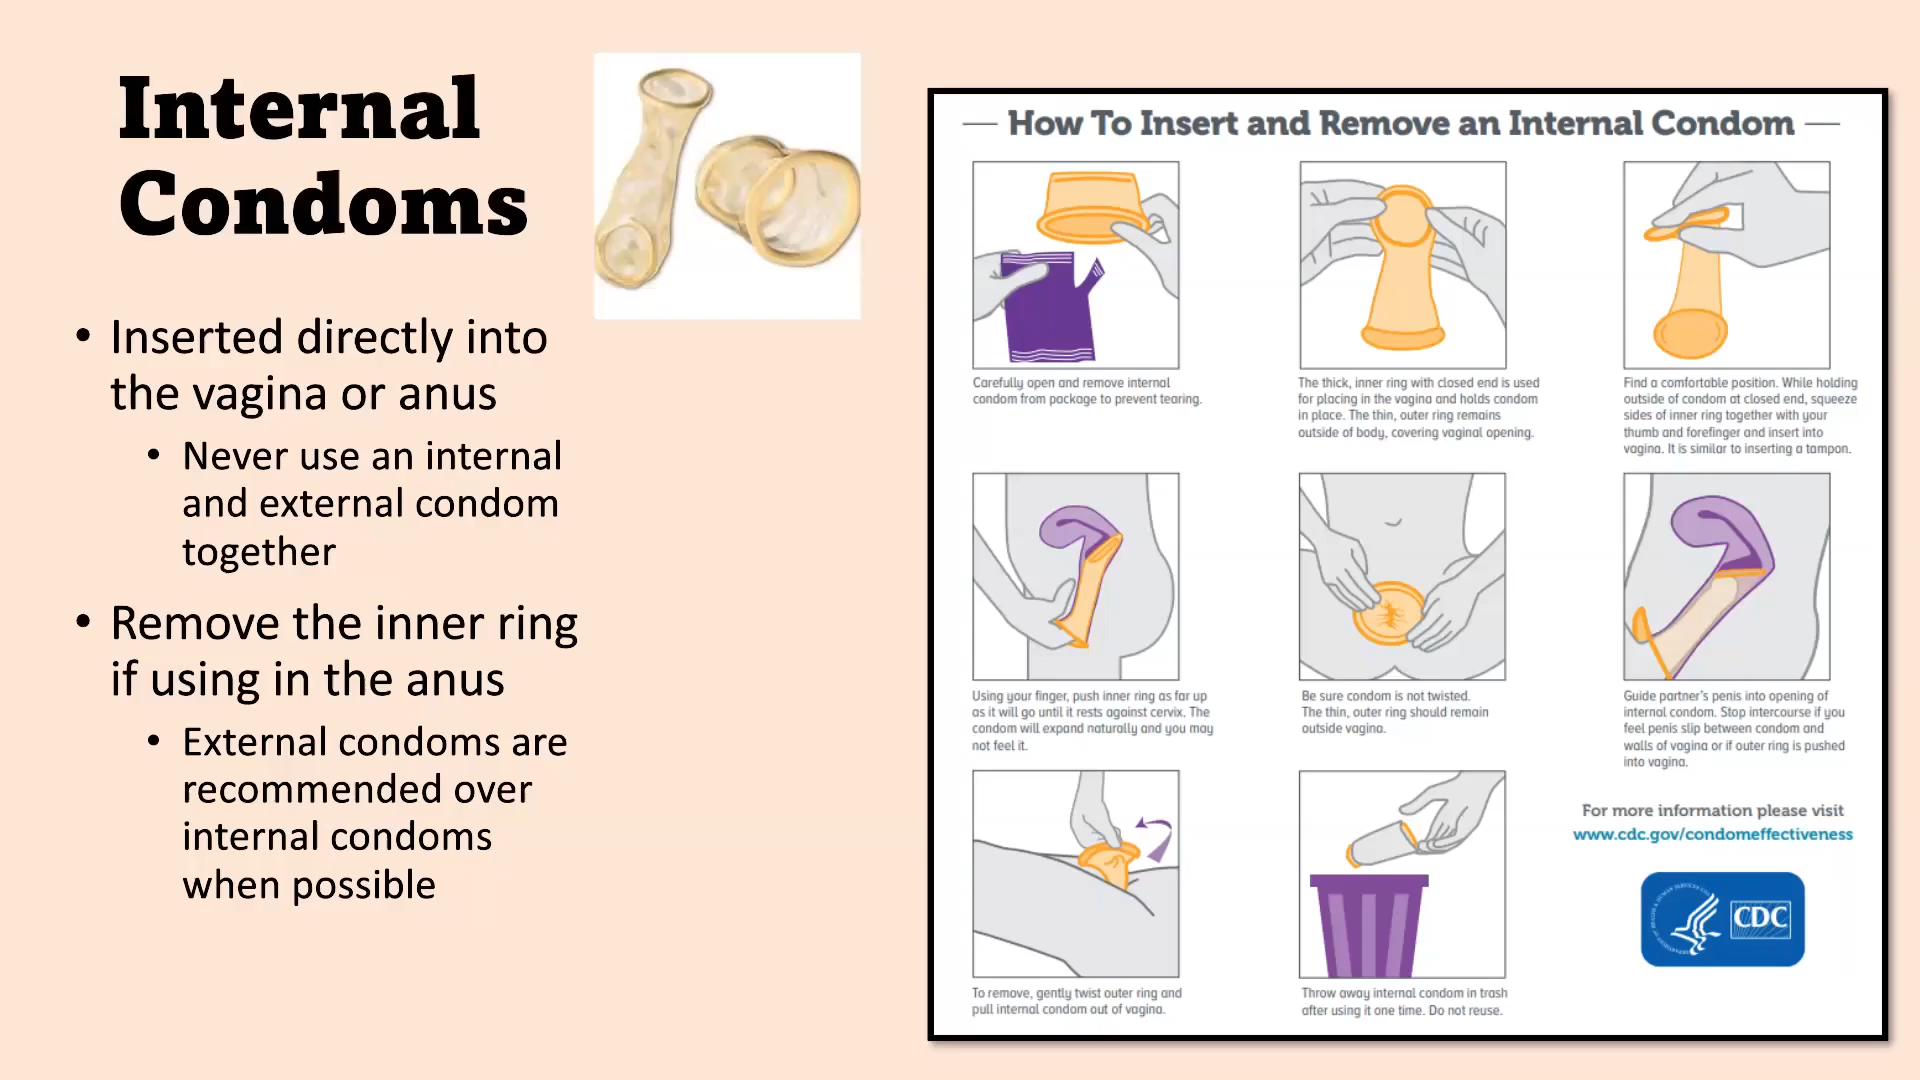 Internal
Condoms
• Inserted directly into
the vagina or anus
• Never use an internal
and external condom
together
• Remove the inner ring
if using in the anus
• External condoms are
recommended over
internal condoms
when possible
How To Insert and Remove an Internal Condom
Carefully open and remove internal
condom from package to prevent tearing.
The thick, inner ring with closed end is used
for placing in the vagina and holds condom
in place. The thin, outer ring remains
outside of body, covering vaginal opening.
Find a comfortable position. While holding
outside of condom at closed end, squeeze
sides of inner ring together with your
thumb and forefinger and insert into
vagina. It is similar to inserting a tampon.
Using your finger, push inner ring as far up
as it will go until it rests against cervix. The
condom will expand naturally and you may
not feel it.
Be sure condom is not twisted.
The thin, outer ring should remain
outside vagina.
Guide partner's penis into opening of
internal condom. Stop intercourse if you
feel penis slip between condom and
walls of vagina or if outer ring is pushed
into vagina.
To remove, gently twist outer ring and
pull internal condom out of vagina.
Throw away internal condom in trash
after using it one time. Do not reuse.
For more information please visit
www.cdc.gov/condomeffectiveness
CDC